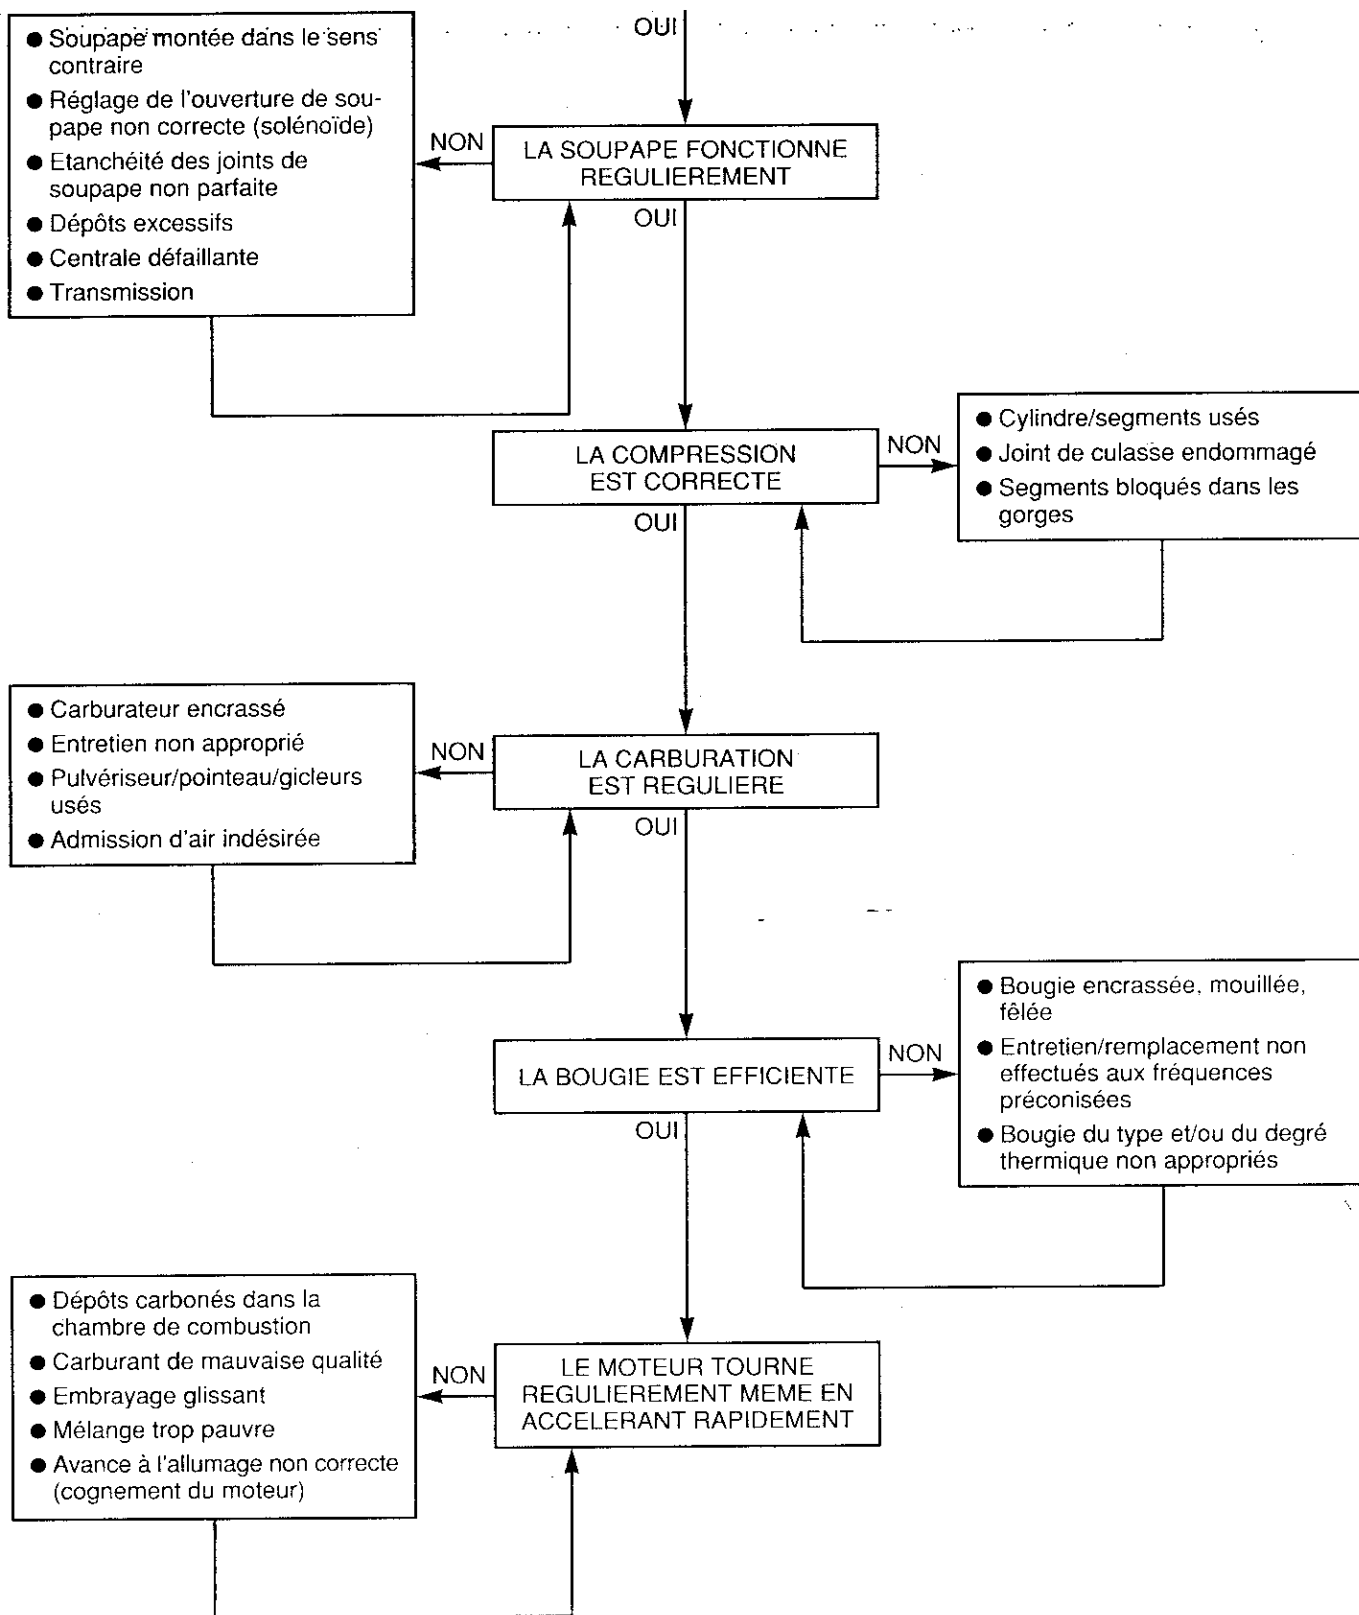 OUI
● Soupape montée dans le sens
contraire
● Réglage de l'ouverture de sou-
pape non correcte (solénoïde)
● Etanchéité des joints de
soupape non parfaite
● Dépôts excessifs
● Centrale défaillante
● Transmission
NON
LA SOUPAPE FONCTIONNE
REGULIEREMENT
OUI
LA COMPRESSION
EST CORRECTE
NON
● Cylindre/segments usés
● Joint de culasse endommagé
● Segments bloqués dans les
gorges
OUI
● Carburateur encrassé
● Entretien non approprié
● Pulvériseur/pointeau/gicleurs
usés
● Admission d'air indésirée
NON
LA CARBURATION
EST REGULIERE
OUI
LA BOUGIE EST EFFICIENTE
NON
● Bougie encrassée, mouillée,
fêlée
● Entretien/remplacement non
effectués aux fréquences
préconisées
● Bougie du type et/ou du degré
thermique non appropriés
OUI
● Dépôts carbonés dans la
chambre de combustion
● Carburant de mauvaise qualité
● Embrayage glissant
● Mélange trop pauvre
● Avance à l'allumage non correcte
(cognement du moteur)
NON
LE MOTEUR TOURNE
REGULIEREMENT MEME EN
ACCELERANT RAPIDEMENT